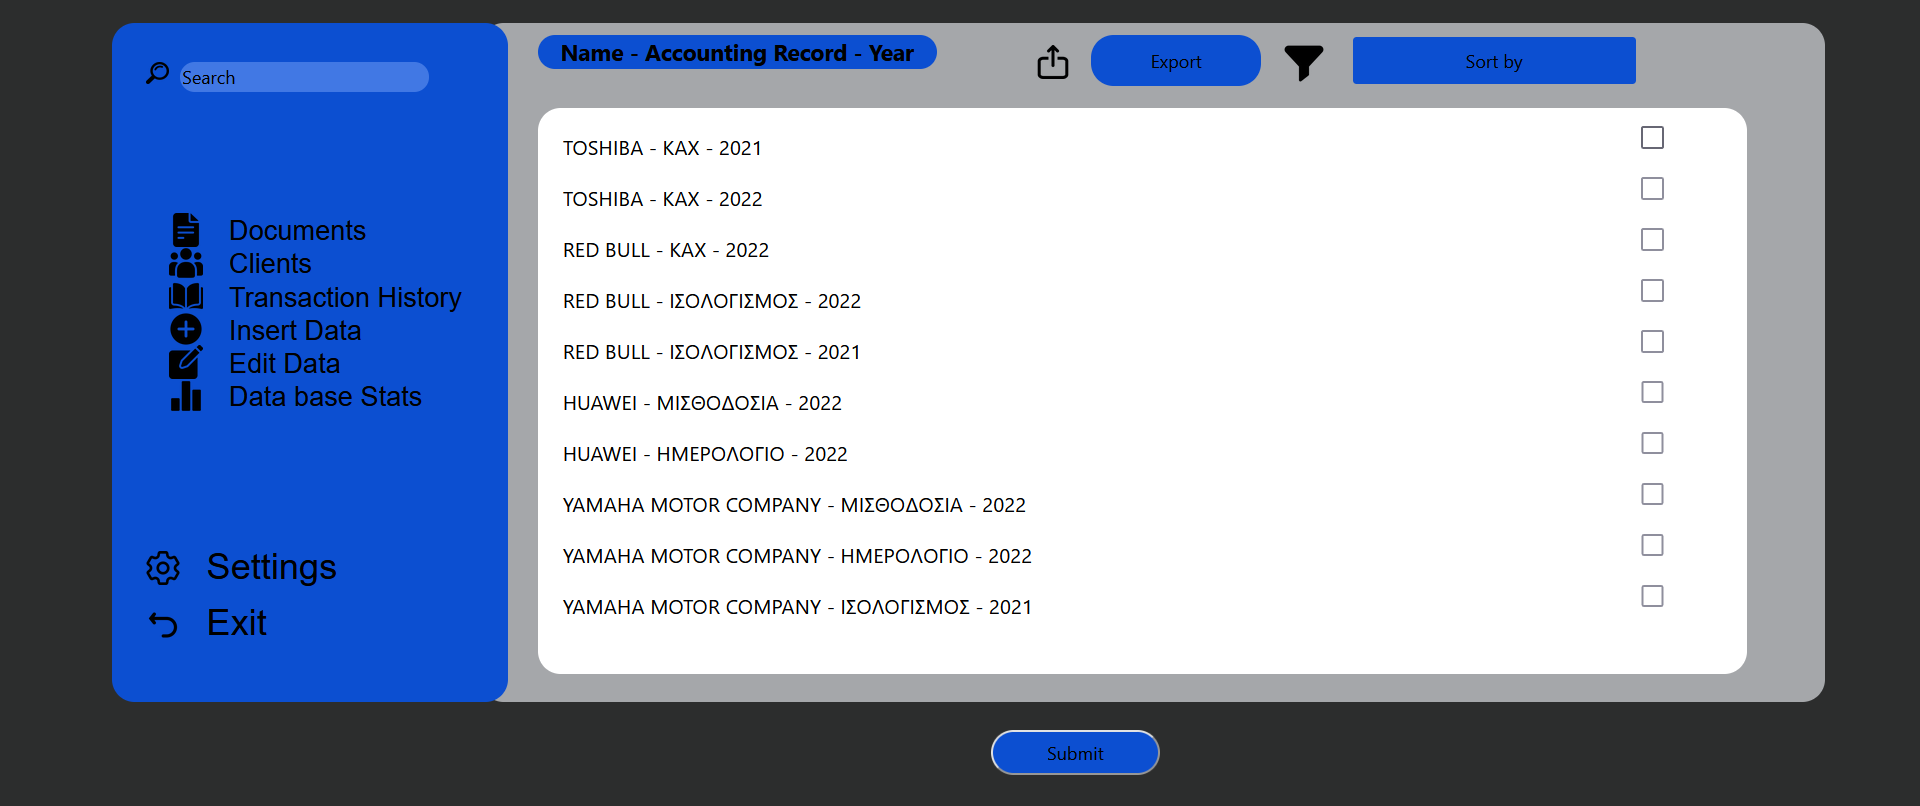 Search
Documents
Clients
Transaction History
Insert Data
Edit Data
Data base Stats
Settings
Exit
Name - Accounting Record - Year
Export
Sort by
TOSHIBA - ΚΑΧ - 2021
TOSHIBA - ΚΑΧ - 2022
RED BULL - ΚΑΧ - 2022
RED BULL - ΙΣΟΛΟΓΙΣΜΟΣ - 2022
RED BULL - ΙΣΟΛΟΓΙΣΜΟΣ - 2021
HUAWEI - ΜΙΣΘΟΔΟΣΙΑ - 2022
HUAWEI - ΗΜΕΡΟΛΟΓΙΟ - 2022
YAMAHA MOTOR COMPANY - ΜΙΣΘΟΔΟΣΙΑ - 2022
YAMAHA MOTOR COMPANY - ΗΜΕΡΟΛΟΓΙΟ - 2022
YAMAHA MOTOR COMPANY - ΙΣΟΛΟΓΙΣΜΟΣ - 2021
Submit